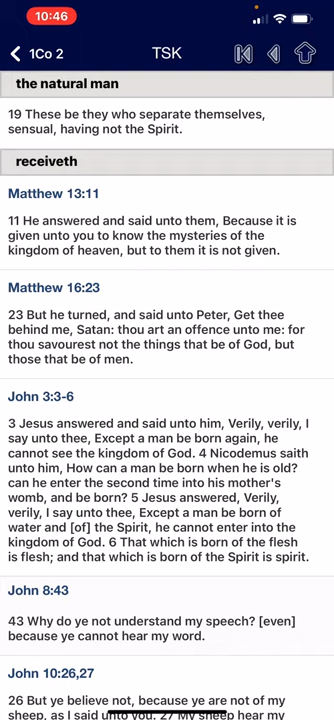 10:46
1Co 2
TSK
the natural man
19 These be they who separate themselves,
sensual, having not the Spirit.
receiveth
Matthew 13:11
11 He answered and said unto them, Because it is
given unto you to know the mysteries of the
kingdom of heaven, but to them it is not given.
Matthew 16:23
23 But he turned, and said unto Peter, Get thee
behind me, Satan: thou art an offence unto me: for
thou savourest not the things that be of God, but
those that be of men.
John 3:3-6
3 Jesus answered and said unto him, Verily, verily, I
say unto thee, Except a man be born again, he
cannot see the kingdom of God. 4 Nicodemus saith
unto him, How can a man be born when he is old?
can he enter the second time into his mother's
womb, and be born? 5 Jesus answered, Verily,
verily, I say unto thee, Except a man be born of
water and [of] the Spirit, he cannot enter into the
kingdom of God. 6 That which is born of the flesh
is flesh; and that which is born of the Spirit is spirit.
John 8:43
43 Why do ye not understand my speech? [even]
because ye cannot hear my word.
John 10:26,27
26 But ye believe not, because ye are not of my
sheep, as I said unto you. 27 My sheep hear my